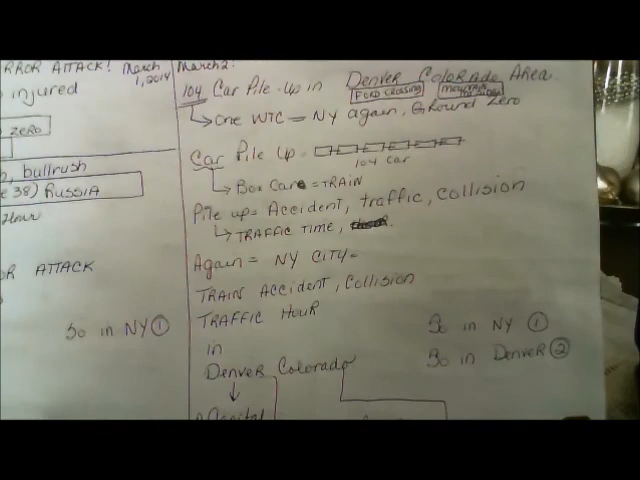 RROR ATTACK! March
1, 2014
injured
ZERO
, bullrush
e 38) RUSSIA
Hour
OR ATTACK
So in NY ①
March 2!
104 Car Pile-Up in Denver Colorado Area
FORD CROSSING
One WTC = NY again, Ground Zero
Car Pile Up
104 car
Box Care = TRAIN
Pile up = Accident, traffic, Collision
TRAFFIC TIME,
Again = NY CITY =
TRAIN ACCIDENT, Collision
TRAFFIC HOUR
in
Denver Colorado
So in NY ①
So in Denver ②
Capital